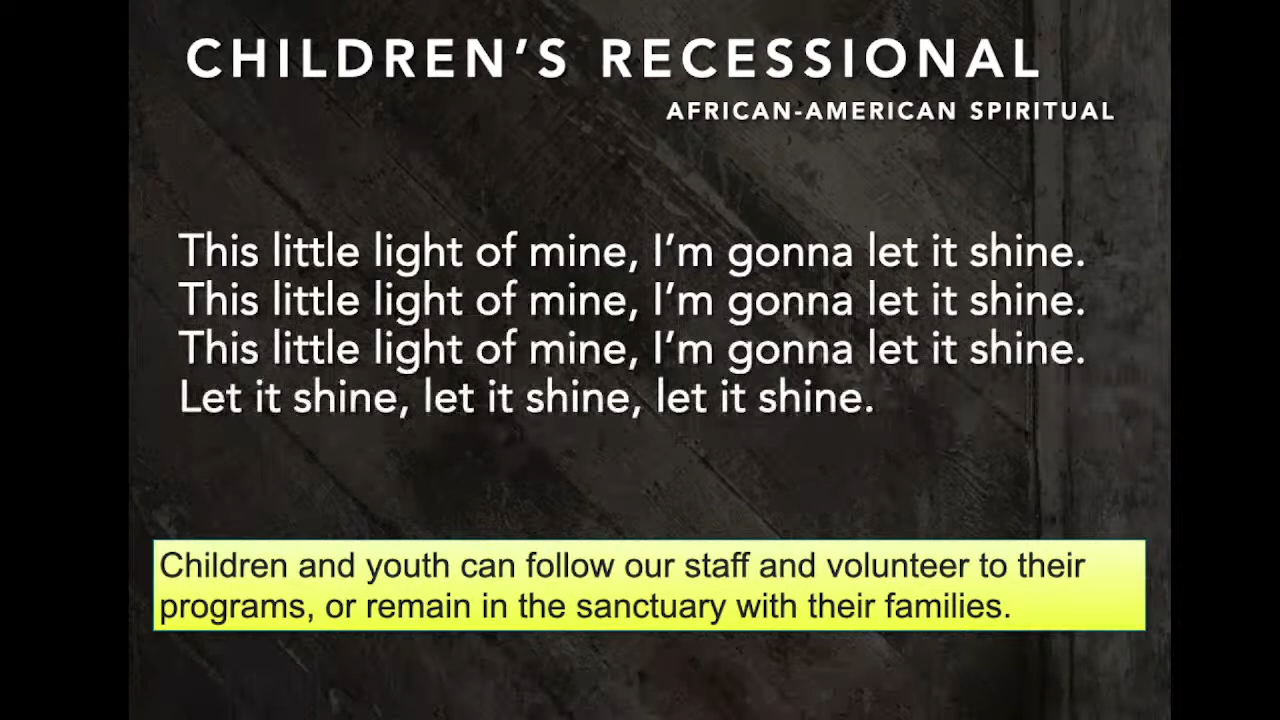 CHILDREN’S RECESSIONAL
AFRICAN-AMERICAN SPIRITUAL
This little light of mine, I’m gonna let it shine.
This little light of mine, I’m gonna let it shine.
This little light of mine, I’m gonna let it shine.
Let it shine, let it shine, let it shine.
Children and youth can follow our staff and volunteer to their
programs, or remain in the sanctuary with their families.